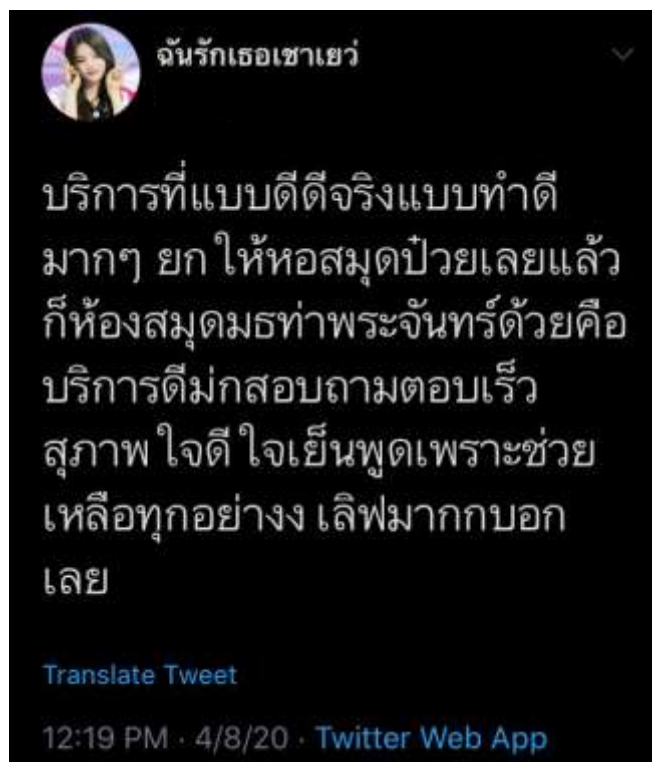 ฉันรักเธอเชาเยว่
บริการที่แบบดีดีจริงแบบทำดี
มากๆ ยก ให้หอสมุดป๋วยเลยแล้ว
ก็ห้องสมุดมธท่าพระจันทร์ด้วยคือ
บริการดีม่กสอบถามตอบเร็ว
สุภาพ ใจดี ใจเย็นพูดเพราะช่วย
เหลือทุกอย่างง เลิฟมากกบอก
เลย
Translate Tweet
12:19 PM · 4/8/20 · Twitter Web App